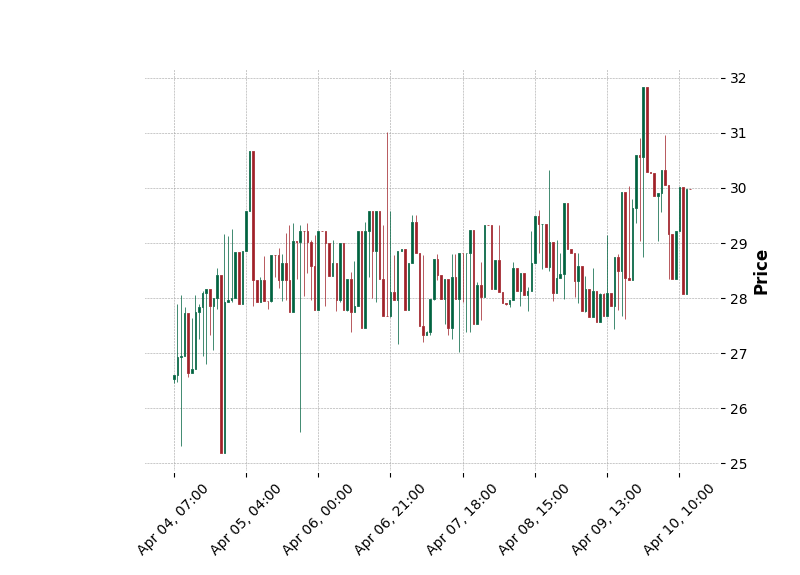 32
31
30
29
28
27
26
25
Price
Apr 04, 07:00
Apr 05, 04:00
Apr 06, 00:00
Apr 06, 21:00
Apr 07, 18:00
Apr 08, 15:00
Apr 09, 13:00
Apr 10, 10:00